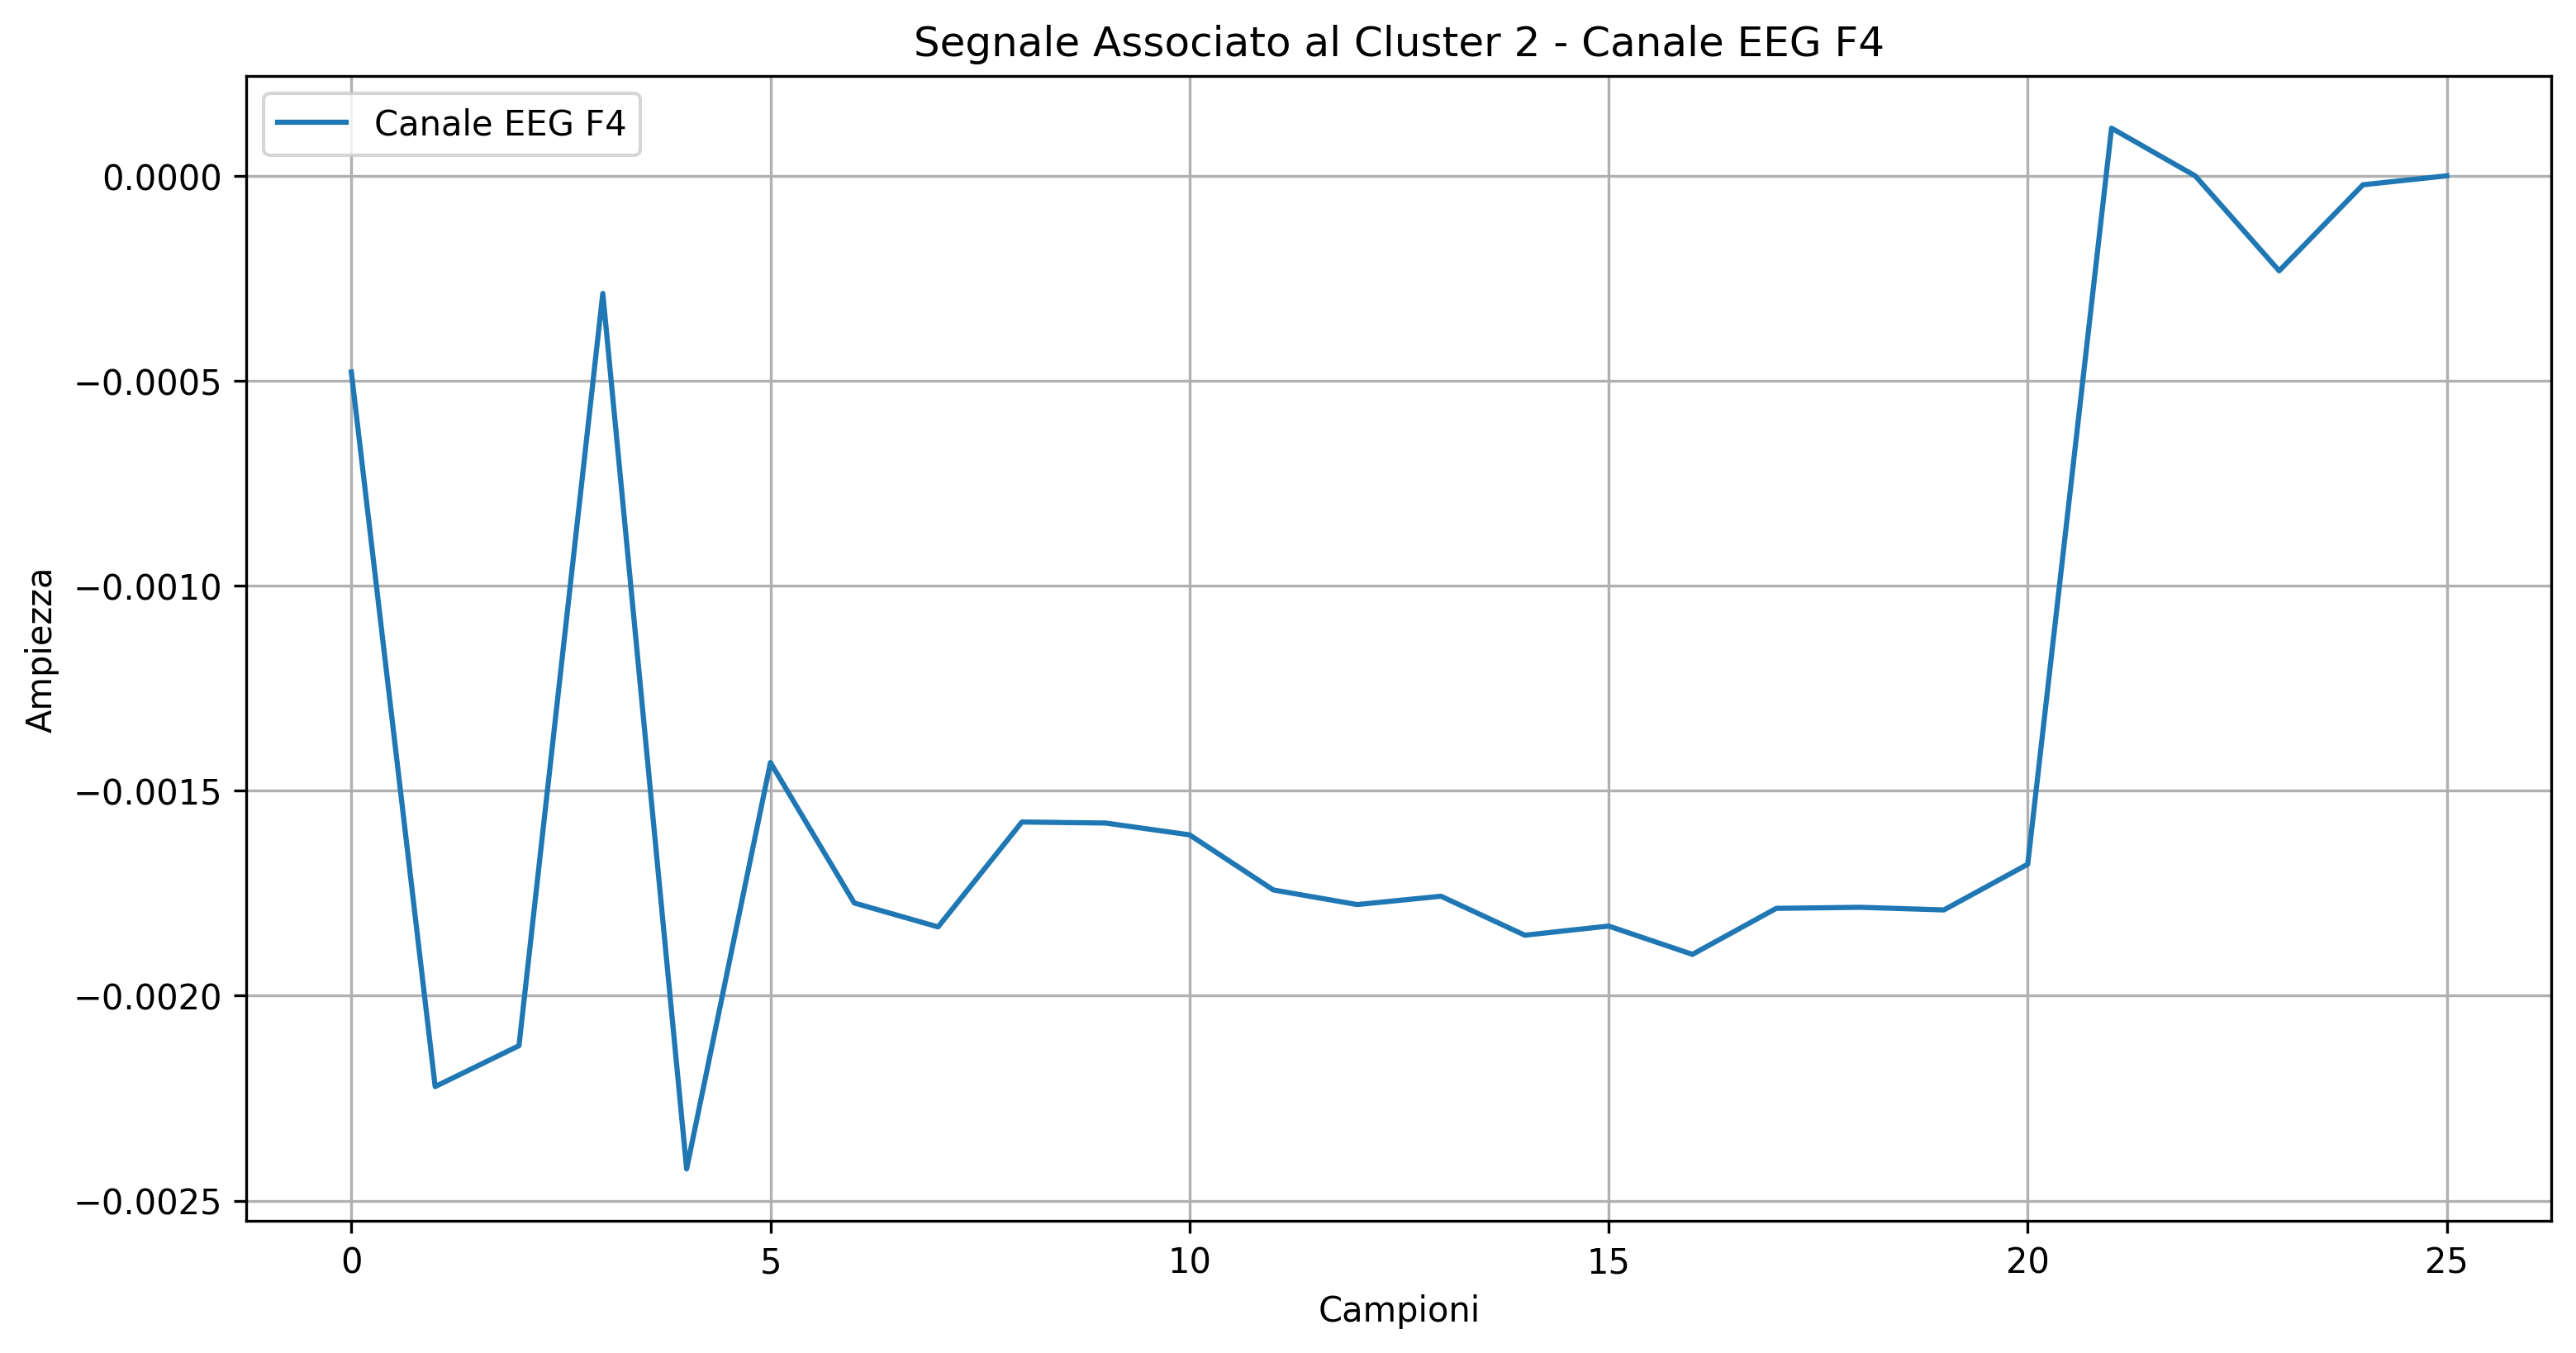 Segnale Associato al Cluster 2 - Canale EEG F4
Canale EEG F4
0.0000
−0.0005
−0.0010
−0.0015
−0.0020
−0.0025
Ampiezza
0 5 10 15 20 25
Campioni